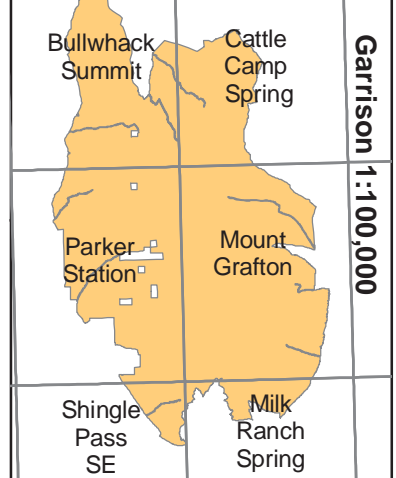 Bullwhack
Summit
Cattle
Camp
Spring
Garrison 1:100,000
Parker
Station
Mount
Grafton
Shingle
Pass
SE
Milk
Ranch
Spring